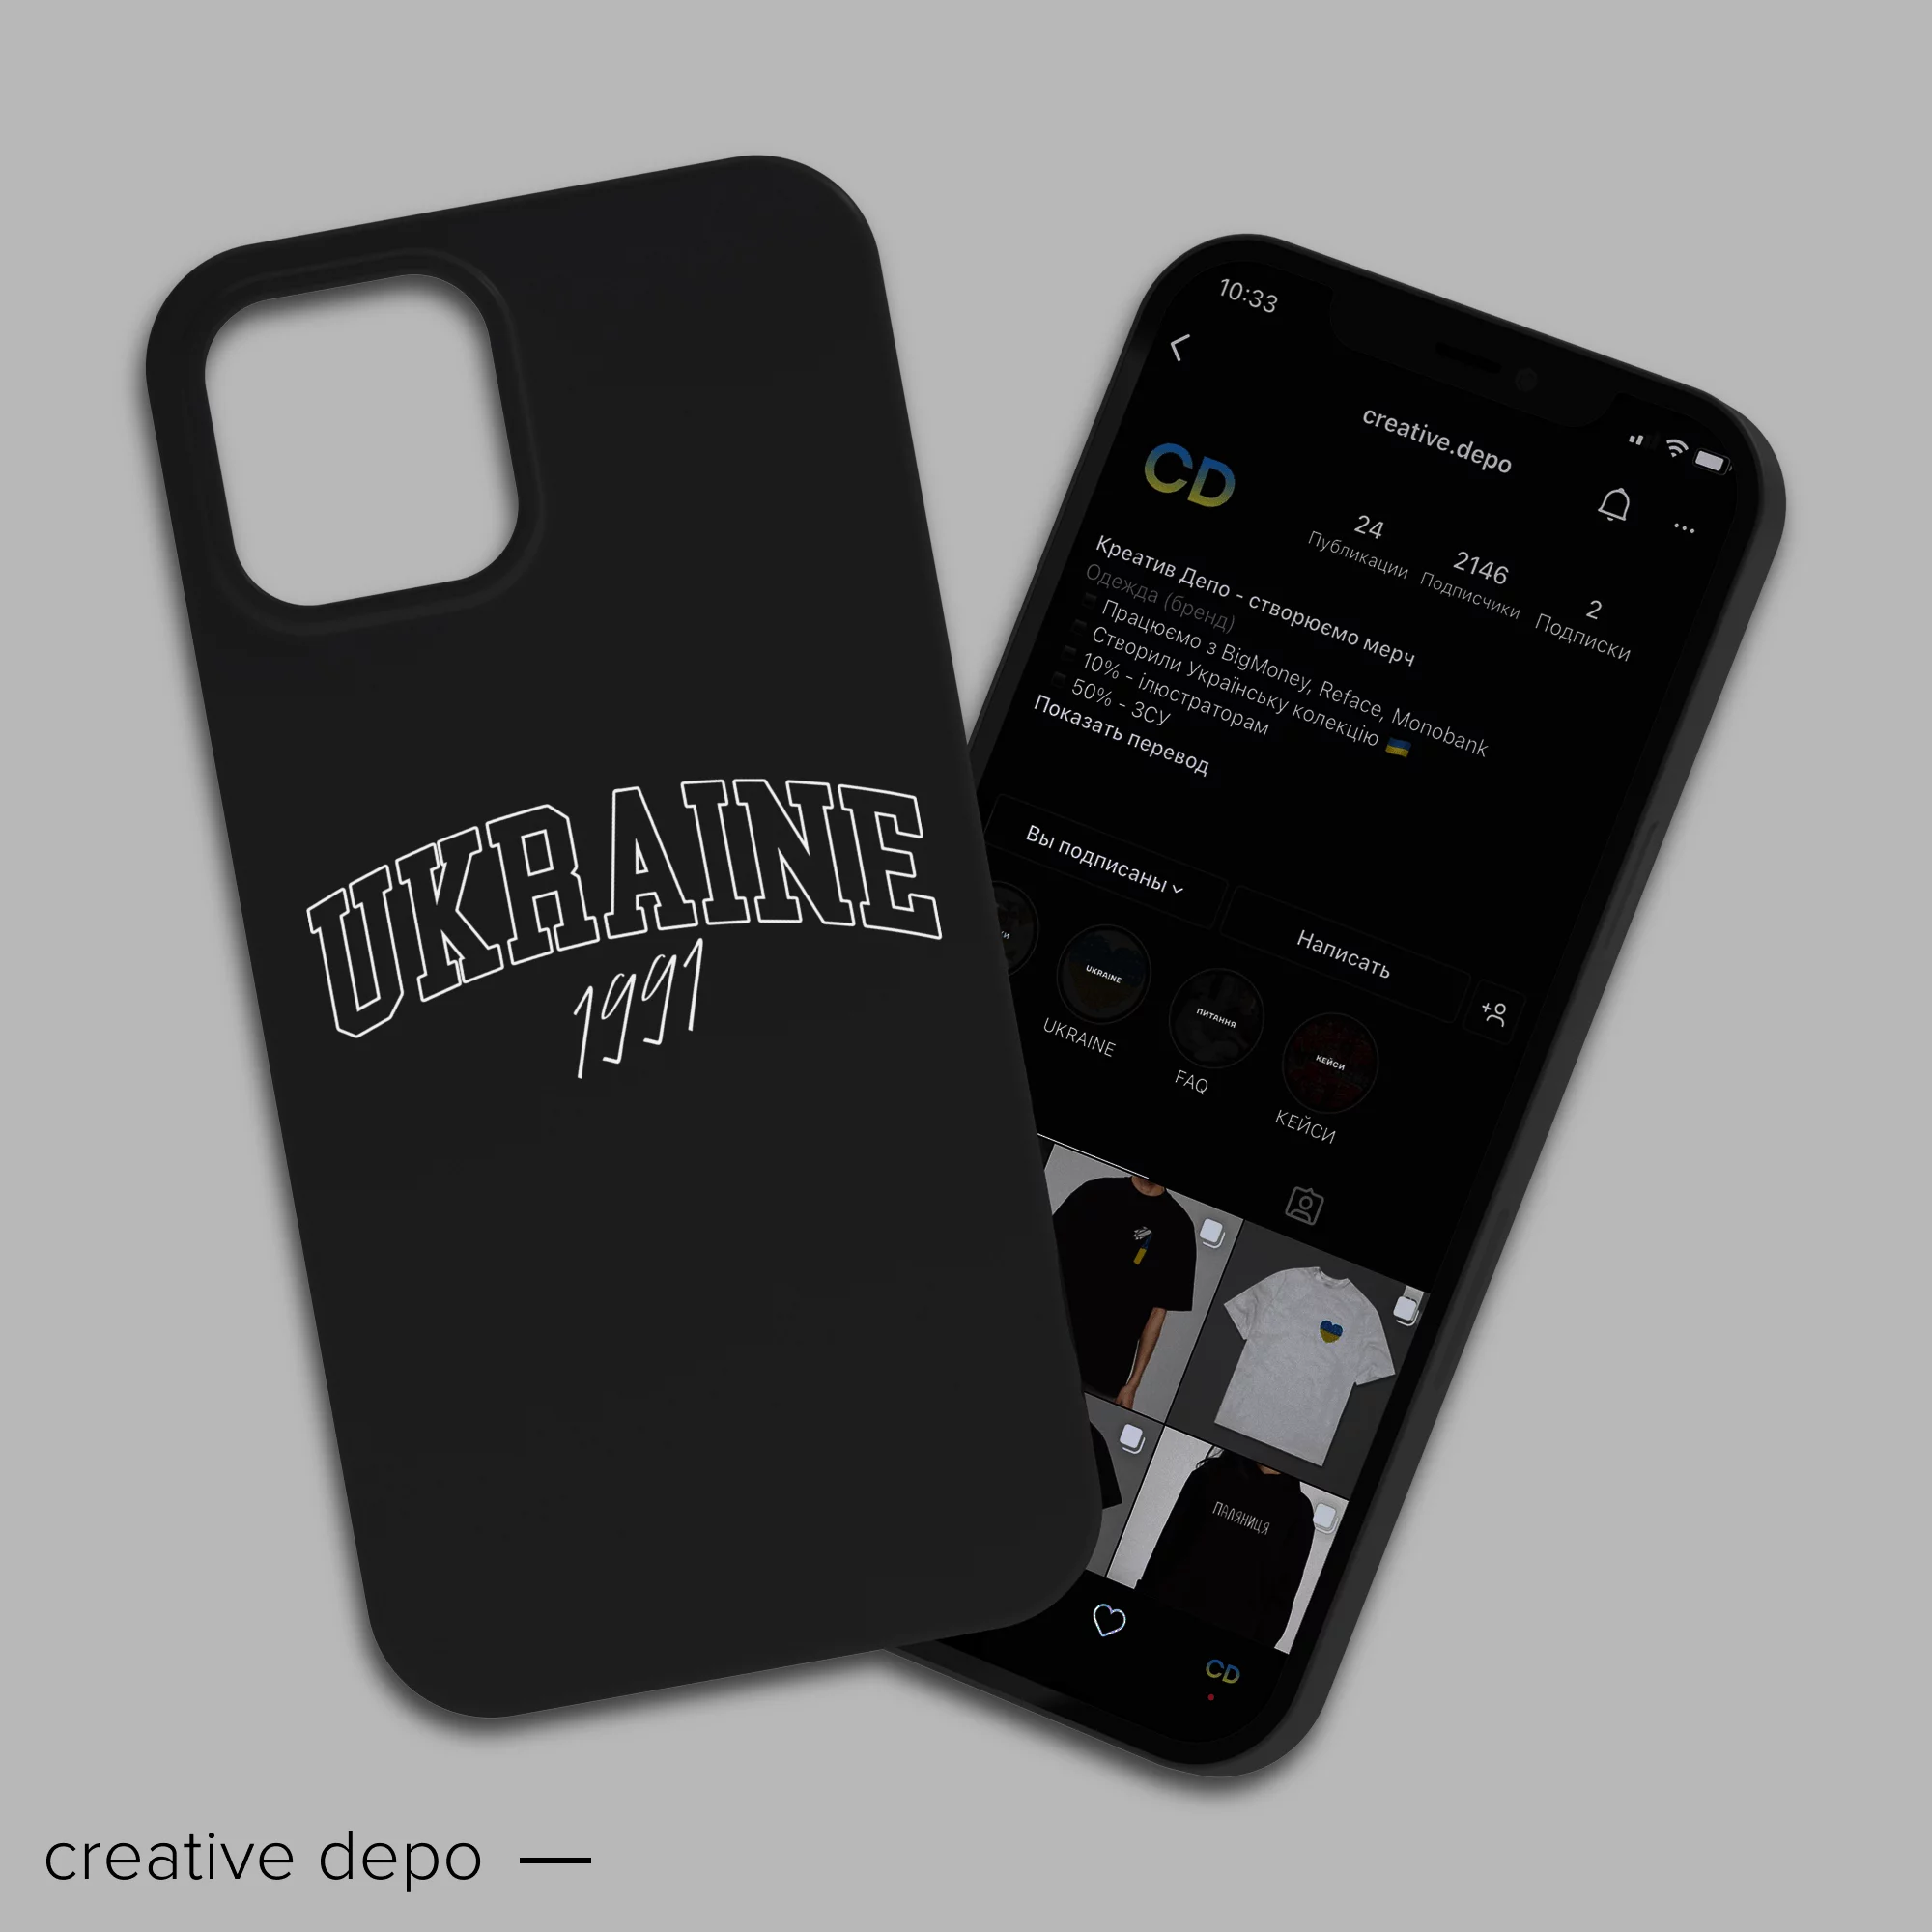 UKRAINE
1991
10:33
creative.depo
CD
24
Публикации
2146
Подписчики
2
Подписки
Креатив Депо - створюємо мерч
Одежда (бренд)
Працюємо з BigMoney, Reface, Monobank
Створили Українську колекцію 🇺🇦
10% - ілюстраторам
50% - ЗСУ
Показать перевод
Вы подписаны
Написать
UKRAINE
ПИТАННЯ
КЕЙСИ
UKRAINE
FAQ
КЕЙСИ
ПАЛЯНИЦЯ
CD
creative depo —